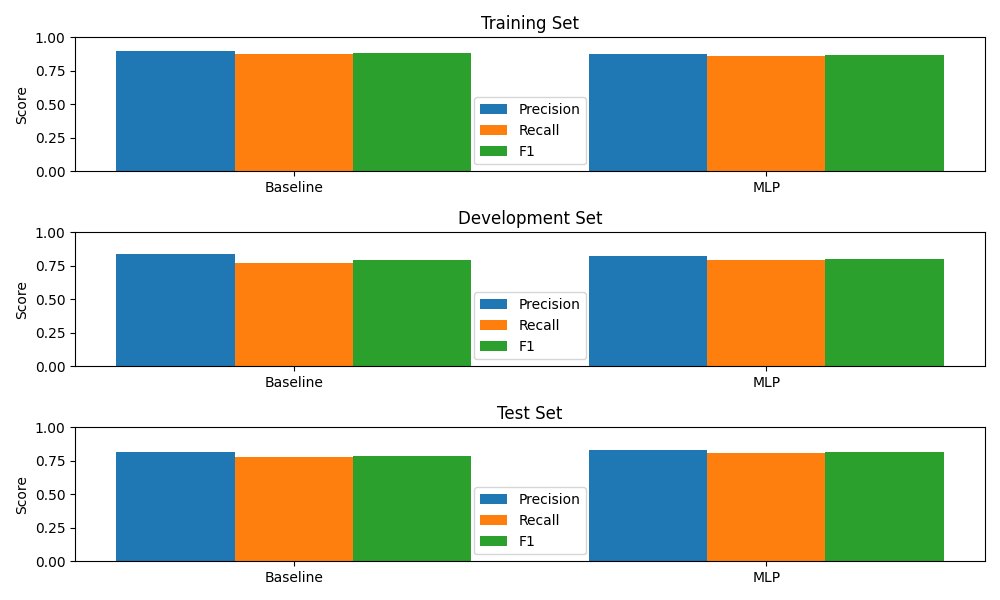 Training Set
1.00
0.75
0.50
0.25
0.00
Score
Precision
Recall
F1
Baseline
MLP
Development Set
1.00
0.75
0.50
0.25
0.00
Score
Precision
Recall
F1
Baseline
MLP
Test Set
1.00
0.75
0.50
0.25
0.00
Score
Precision
Recall
F1
Baseline
MLP